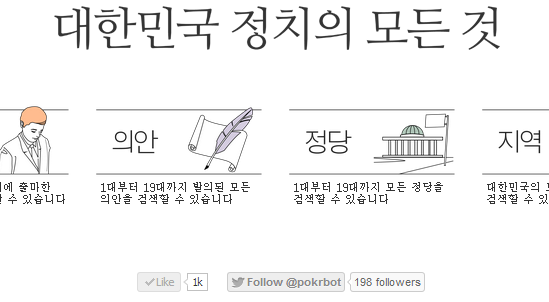 대한민국 정치의 모든 것
의안
정당
지역
에 출마한
할 수 있습니다
1대부터 19대까지 발의된 모든
의안을 검색할 수 있습니다
1대부터 19대까지 모든 정당을
검색할 수 있습니다
대한민국의
검색할 수 있
Like
1k
Follow @pokrbot
198 followers